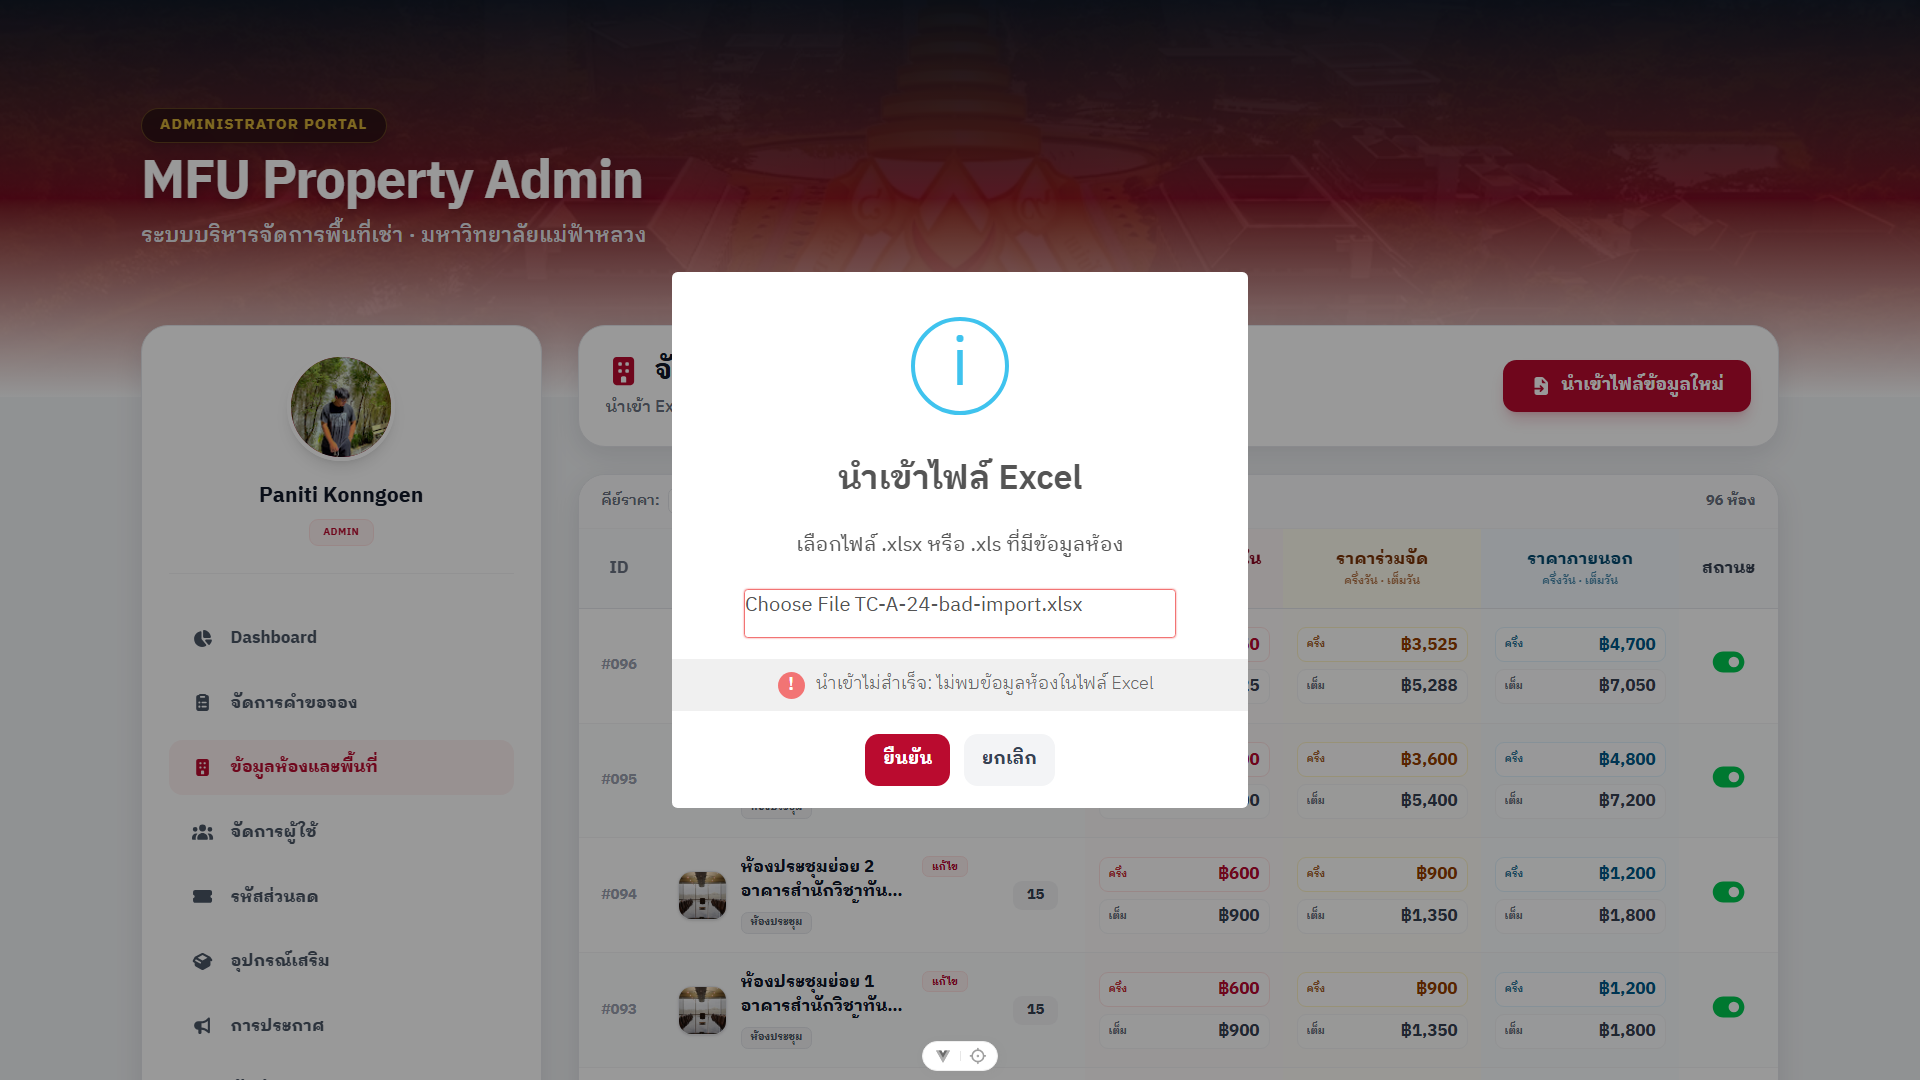 ADMINISTRATOR PORTAL
MFU Property Admin
ระบบบริหารจัดการพื้นที่เช่า · มหาวิทยาลัยแม่ฟ้าหลวง
Paniti Konngoen
ADMIN
Dashboard
จัดการคำขอจอง
ข้อมูลห้องและพื้นที่
จัดการผู้ใช้
รหัสส่วนลด
อุปกรณ์เสริม
การประกาศ
นำเข้า Ex
นำเข้าไฟล์ข้อมูลใหม่
คีย์ราคา:
96 ห้อง
ID
ราคาร่วมจัด
ครึ่งวัน · เต็มวัน
ราคาภายนอก
ครึ่งวัน · เต็มวัน
สถานะ
#096
ครึ่ง ฿3,525
ครึ่ง ฿4,700
เต็ม ฿5,288
เต็ม ฿7,050
#095
ครึ่ง ฿3,600
ครึ่ง ฿4,800
เต็ม ฿5,400
เต็ม ฿7,200
#094
ห้องประชุมย่อย 2
อาคารสำนักวิชาทัน...
แก้ไข
ห้องประชุม
15
ครึ่ง ฿600
ครึ่ง ฿900
ครึ่ง ฿1,200
เต็ม ฿900
เต็ม ฿1,350
เต็ม ฿1,800
#093
ห้องประชุมย่อย 1
อาคารสำนักวิชาทัน...
แก้ไข
ห้องประชุม
15
ครึ่ง ฿600
ครึ่ง ฿900
ครึ่ง ฿1,200
เต็ม ฿900
เต็ม ฿1,350
เต็ม ฿1,800
i
นำเข้าไฟล์ Excel
เลือกไฟล์ .xlsx หรือ .xls ที่มีข้อมูลห้อง
Choose File TC-A-24-bad-import.xlsx
! นำเข้าไม่สำเร็จ: ไม่พบข้อมูลห้องในไฟล์ Excel
ยืนยัน
ยกเลิก